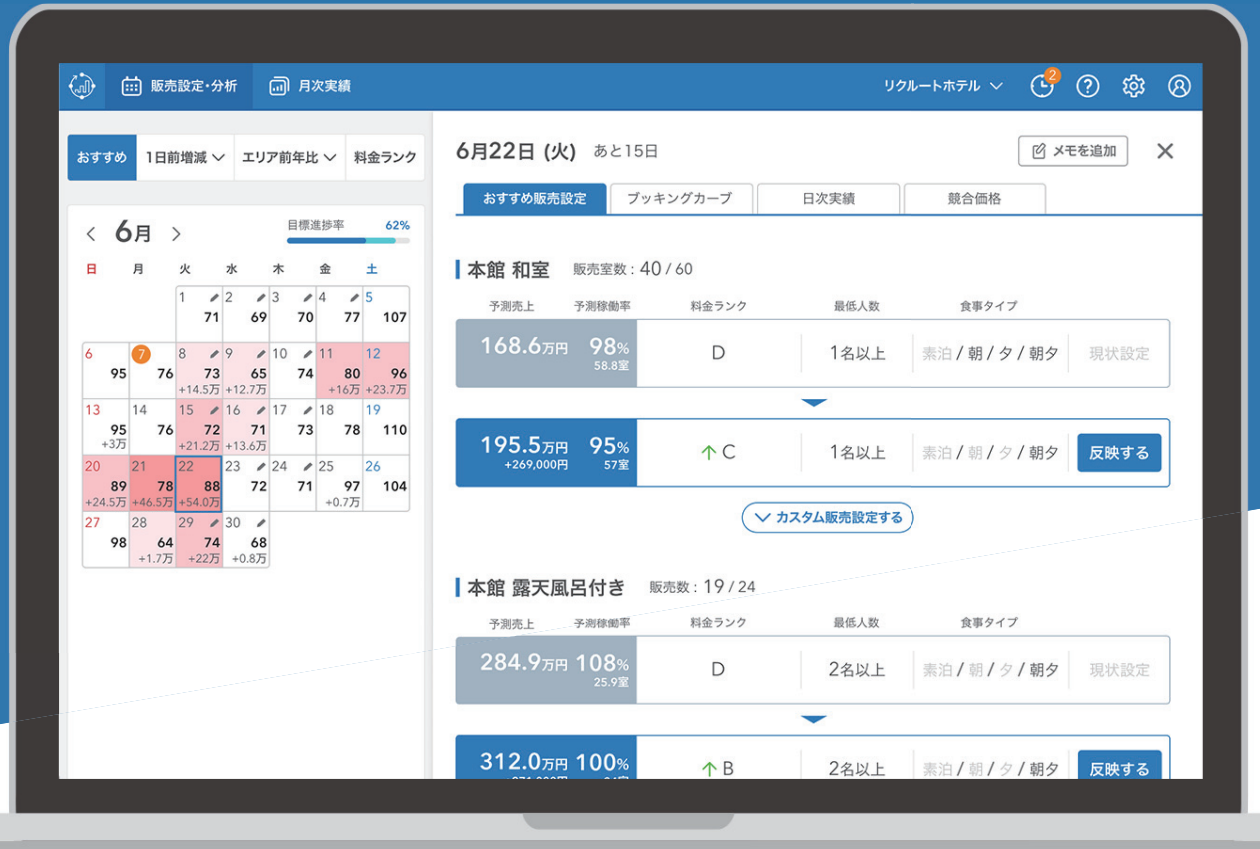 販売設定・分析 月次実績 リクルートホテル 2
おすすめ 1日前増減 エリア前年比 料金ランク
6月 目標進捗率 62%
日 月 火 水 木 金 土
1 2 3 4 5
71 69 70 77 107
6 7 8 9 10 11 12
95 76 73 65 74 80 96
+14.5万 +12.7万 +16万 +23.7万
13 14 15 16 17 18 19
95 76 72 71 73 78 110
+3万 +21.2万 +13.6万
20 21 22 23 24 25 26
89 78 88 72 71 97 104
+24.5万 +46.5万 +54.0万 +0.7万
27 28 29 30
98 64 74 68
+1.7万 +22万 +0.8万
6月22日 (火) あと15日 メモを追加
おすすめ販売設定 ブッキングカーブ 日次実績 競合価格
本館 和室 販売室数 : 40 / 60
予測売上 予測稼働率 料金ランク 最低人数 食事タイプ
168.6万円 98% D 1名以上 素泊 / 朝 / 夕 / 朝夕 現状設定
58.8室
195.5万円 95% C 1名以上 素泊 / 朝 / 夕 / 朝夕 反映する
+269,000円 57室
カスタム販売設定する
本館 露天風呂付き 販売数 : 19 / 24
予測売上 予測稼働率 料金ランク 最低人数 食事タイプ
284.9万円 108% D 2名以上 素泊 / 朝 / 夕 / 朝夕 現状設定
25.9室
312.0万円 100% B 2名以上 素泊 / 朝 / 夕 / 朝夕 反映する